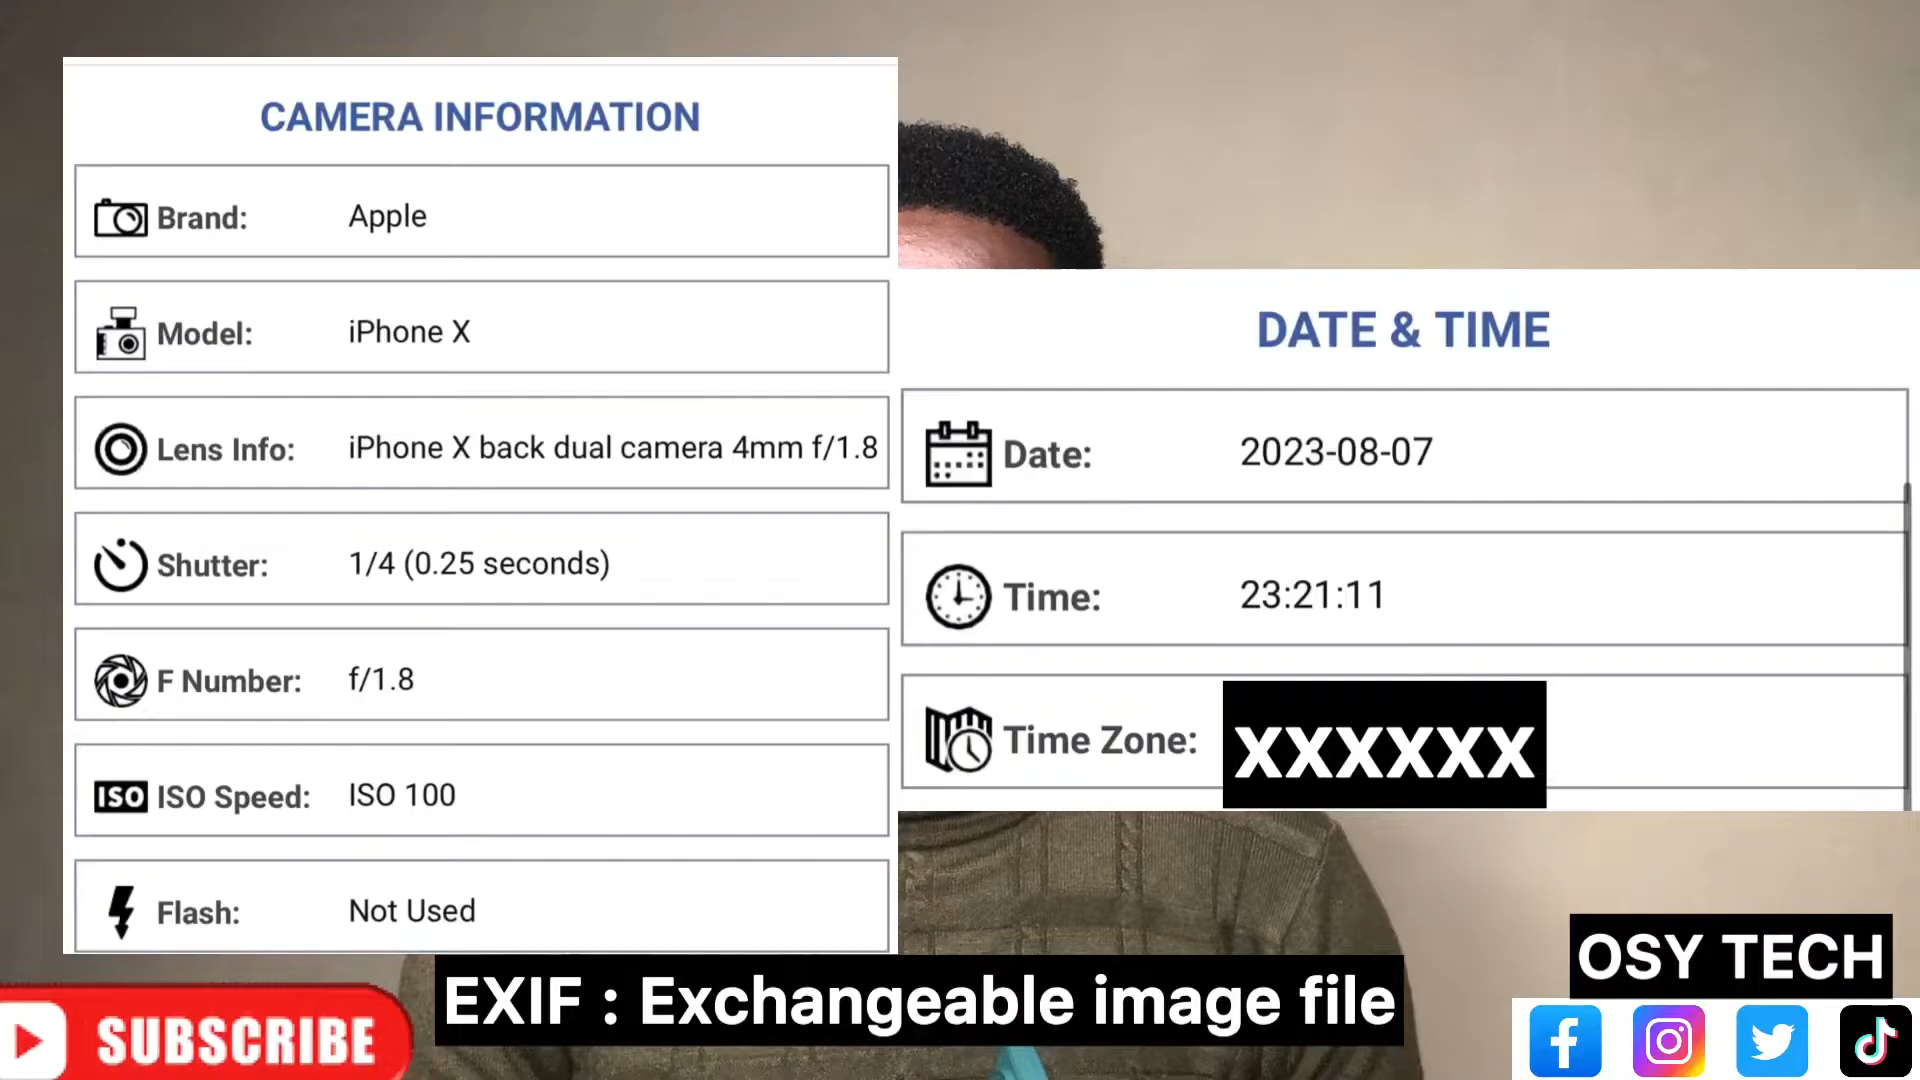 CAMERA INFORMATION
Brand: Apple
Model: iPhone X
Lens Info: iPhone X back dual camera 4mm f/1.8
Shutter: 1/4 (0.25 seconds)
F Number: f/1.8
ISO ISO Speed: ISO 100
Flash: Not Used
DATE & TIME
Date: 2023-08-07
Time: 23:21:11
Time Zone: XXXXXX
OSY TECH
EXIF : Exchangeable image file
SUBSCRIBE